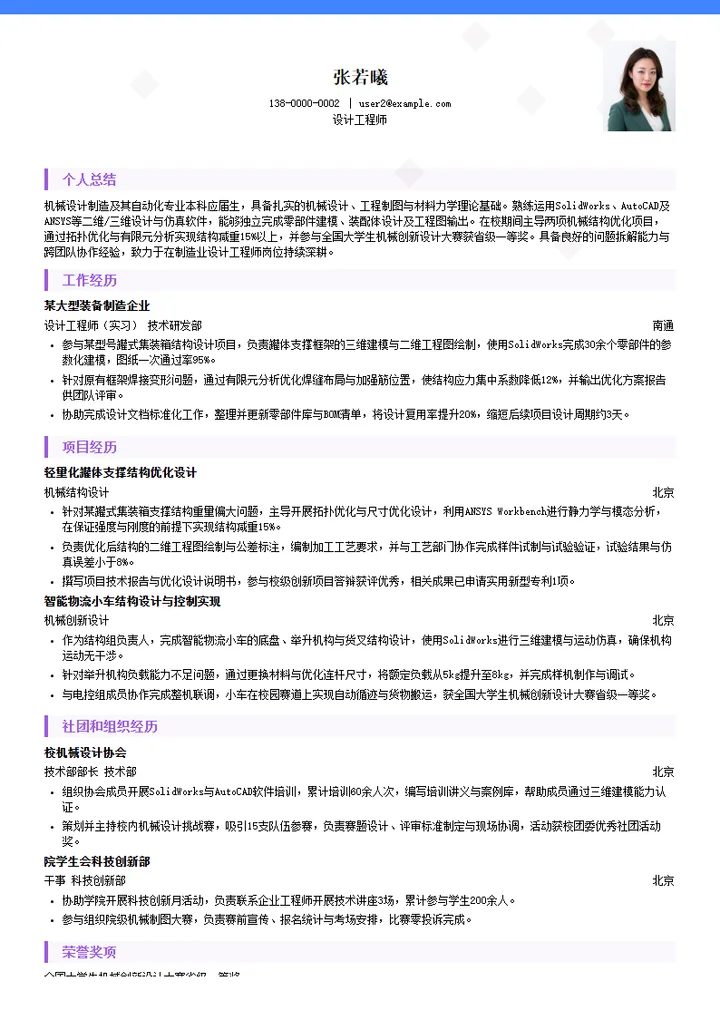 张若曦
138-0000-0002 | user2@example.com
设计工程师
个人总结
机械设计制造及其自动化专业本科应届生，具备扎实的机械设计、工程制图与材料力学理论基础。熟练运用SolidWorks、AutoCAD及
ANSYS等二维/三维设计与仿真软件，能够独立完成零部件建模、装配体设计及工程图输出。在校期间主导两项机械结构优化项目，
通过拓扑优化与有限元分析实现结构减重15%以上，并参与全国大学生机械创新设计大赛获省级一等奖。具备良好的问题拆解能力与
跨团队协作经验，致力于在制造业设计工程师岗位持续深耕。
工作经历
某大型装备制造企业
设计工程师（实习） 技术研发部 南通
• 参与某型号罐式集装箱结构设计项目，负责罐体支撑框架的三维建模与二维工程图绘制，使用SolidWorks完成30余个零部件的参
数化建模，图纸一次通过率95%。
• 针对原有框架焊接变形问题，通过有限元分析优化焊缝布局与加强筋位置，使结构应力集中系数降低12%，并输出优化方案报告
供团队评审。
• 协助完成设计文档标准化工作，整理并更新零部件库与BOM清单，将设计复用率提升20%，缩短后续项目设计周期约3天。
项目经历
轻量化罐体支撑结构优化设计
机械结构设计 北京
• 针对某罐式集装箱支撑结构重量偏大问题，主导开展拓扑优化与尺寸优化设计，利用ANSYS Workbench进行静力学与模态分析，
在保证强度与刚度的前提下实现结构减重15%。
• 负责优化后结构的二维工程图绘制与公差标注，编制加工工艺要求，并与工艺部门协作完成样件试制与试验验证，试验结果与仿
真误差小于8%。
• 撰写项目技术报告与优化设计说明书，参与校级创新项目答辩获评优秀，相关成果已申请实用新型专利1项。
智能物流小车结构设计与控制实现
机械创新设计 北京
• 作为结构组负责人，完成智能物流小车的底盘、举升机构与货叉结构设计，使用SolidWorks进行三维建模与运动仿真，确保机构
运动无干涉。
• 针对举升机构负载能力不足问题，通过更换材料与优化连杆尺寸，将额定负载从5kg提升至8kg，并完成样机制作与调试。
• 与电控组成员协作完成整机联调，小车在校园赛道上实现自动循迹与货物搬运，获全国大学生机械创新设计大赛省级一等奖。
社团和组织经历
校机械设计协会
技术部部长 技术部 北京
• 组织协会成员开展SolidWorks与AutoCAD软件培训，累计培训60余人次，编写培训讲义与案例库，帮助成员通过三维建模能力认
证。
• 策划并主持校内机械设计挑战赛，吸引15支队伍参赛，负责赛题设计、评审标准制定与现场协调，活动获校团委优秀社团活动
奖。
院学生会科技创新部
干事 科技创新部 北京
• 协助学院开展科技创新月活动，负责联系企业工程师开展技术讲座3场，累计参与学生200余人。
• 参与组织院级机械制图大赛，负责赛前宣传、报名统计与考场安排，比赛零投诉完成。
荣誉奖项
全国大学生机械创新设计大赛省级一等奖